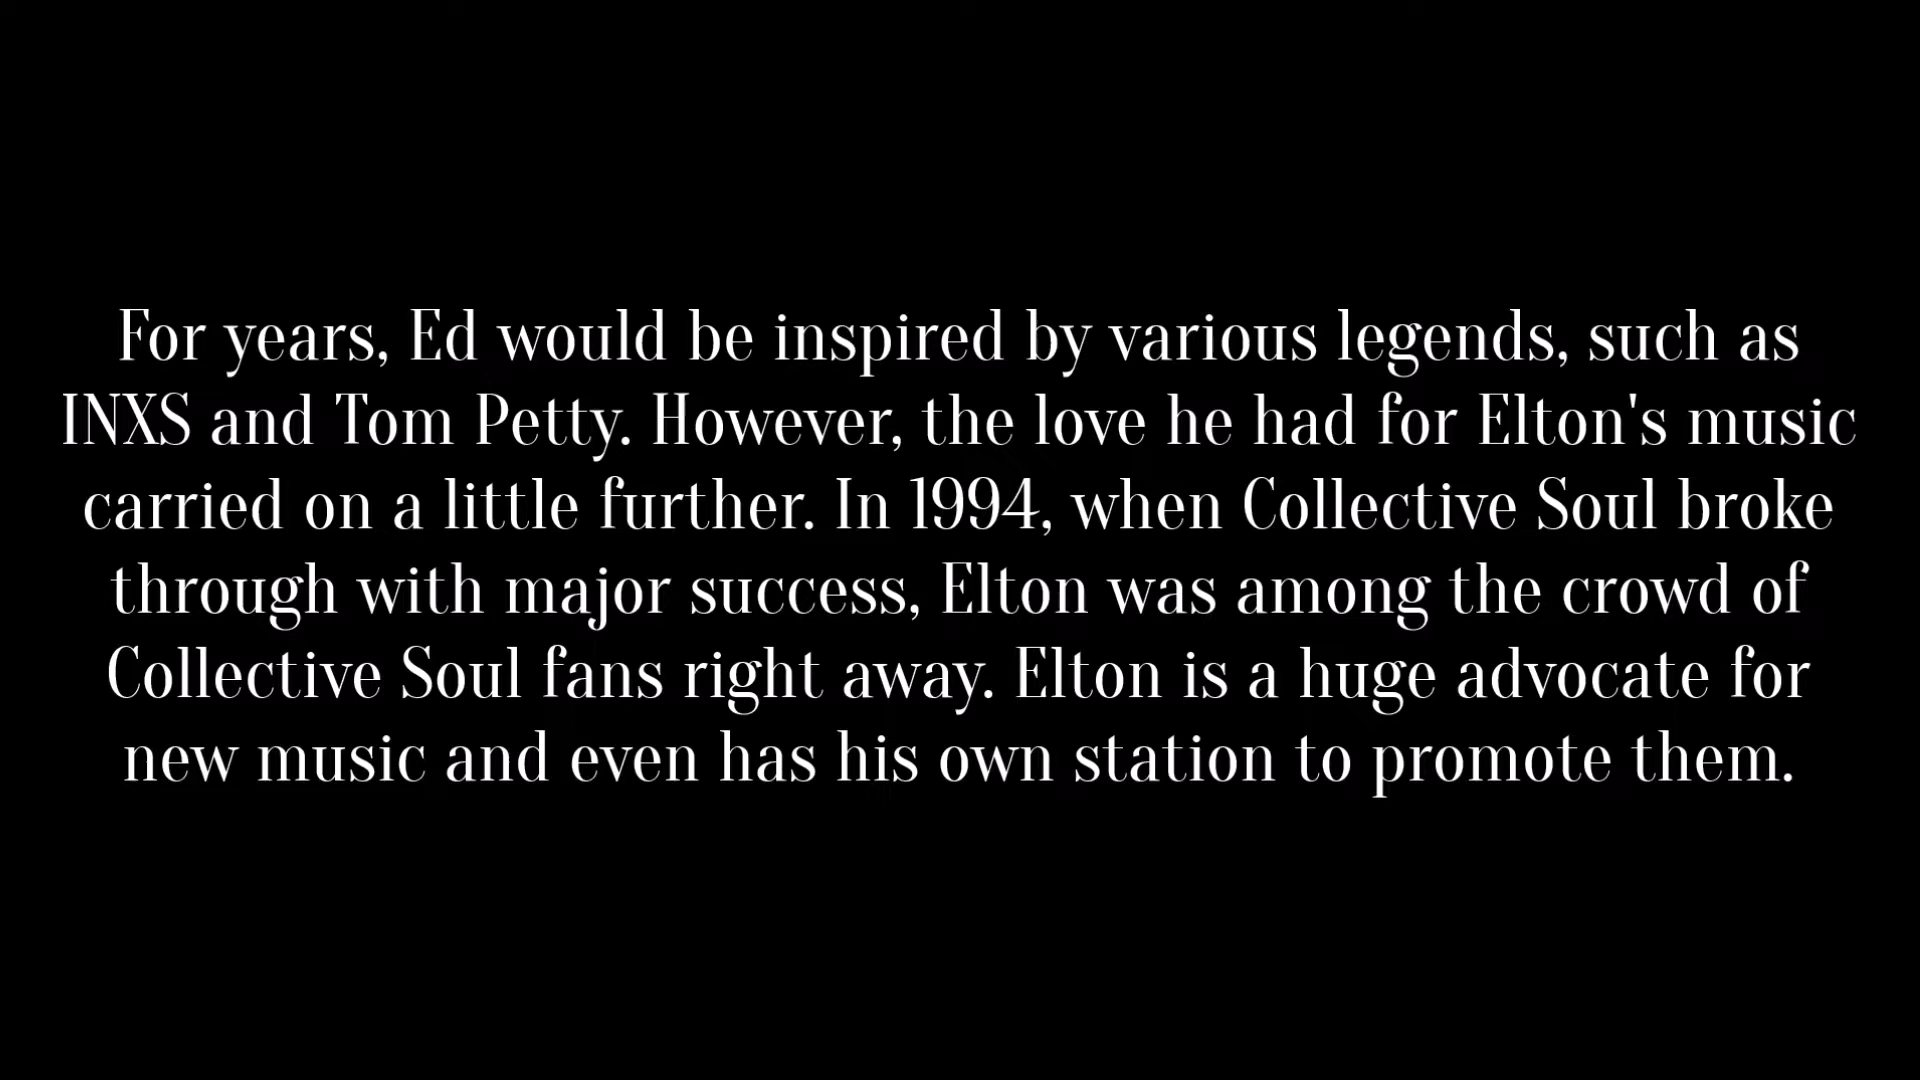 For years, Ed would be inspired by various legends, such as
INXS and Tom Petty. However, the love he had for Elton's music
carried on a little further. In 1994, when Collective Soul broke
through with major success, Elton was among the crowd of
Collective Soul fans right away. Elton is a huge advocate for
new music and even has his own station to promote them.